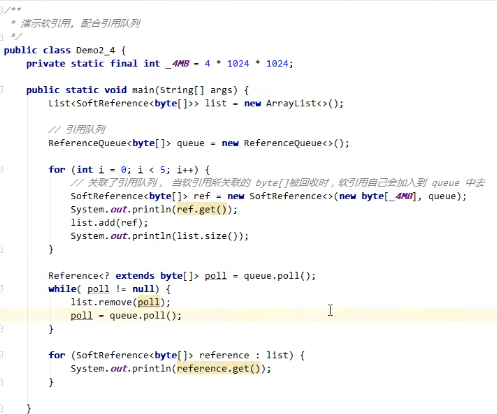 /**
 * 演示软引用, 配合引用队列
 */
public class Demo2_4 {
    private static final int _4MB = 4 * 1024 * 1024;

    public static void main(String[] args) {
        List<SoftReference<byte[]>> list = new ArrayList<>();

        // 引用队列
        ReferenceQueue<byte[]> queue = new ReferenceQueue<>();

        for (int i = 0; i < 5; i++) {
            // 关联了引用队列， 当软引用所关联的 byte[]被回收时，软引用自己会加入到 queue 中去
            SoftReference<byte[]> ref = new SoftReference<>(new byte[_4MB], queue);
            System.out.println(ref.get());
            list.add(ref);
            System.out.println(list.size());
        }

        Reference<? extends byte[]> poll = queue.poll();
        while( poll != null) {
            list.remove(poll);
            poll = queue.poll();
        }

        for (SoftReference<byte[]> reference : list) {
            System.out.println(reference.get());
        }

    }